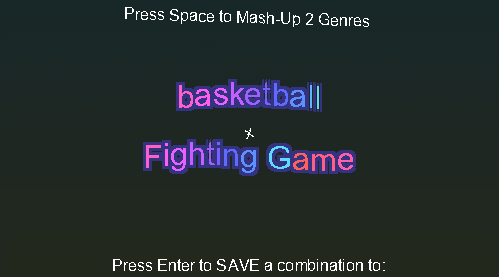 Press Space to Mash-Up 2 Genres
basketball
x
Fighting Game
Press Enter to SAVE a combination to: